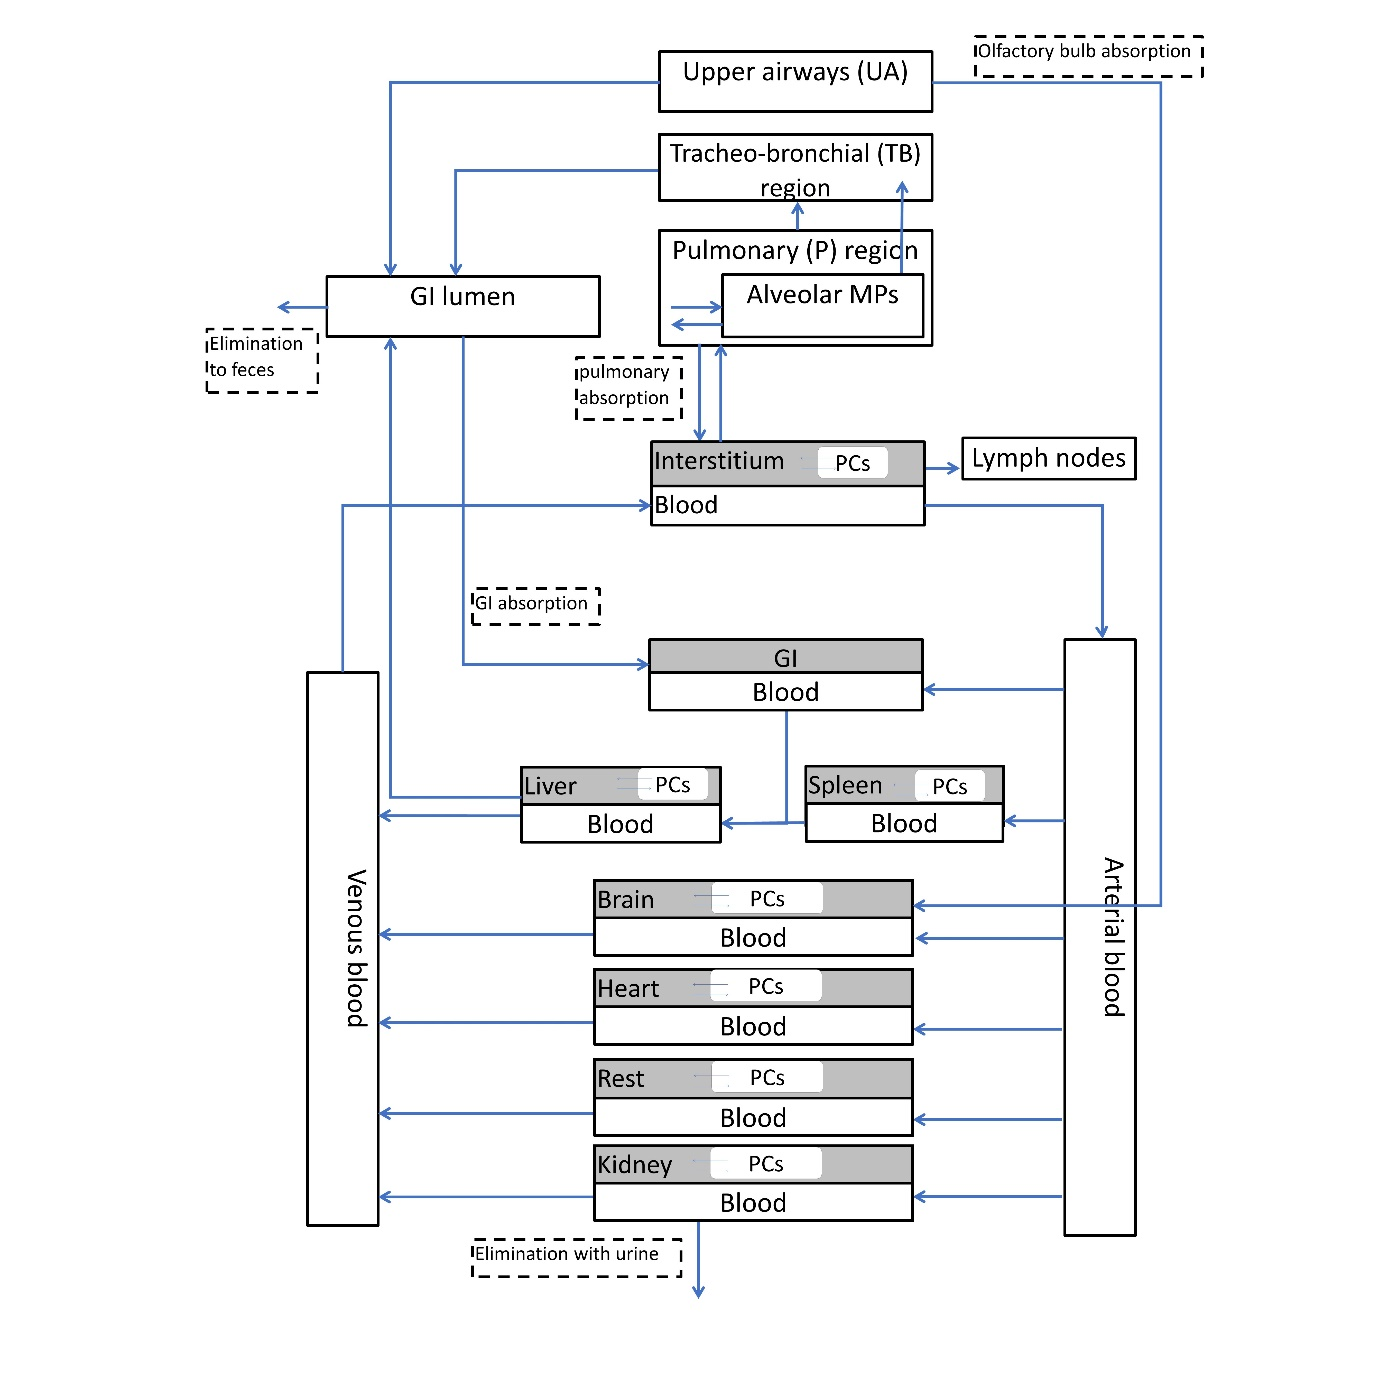 Olfactory bulb absorption
Upper airways (UA)
Tracheo-bronchial (TB)
region
Pulmonary (P) region
Alveolar MPs
GI lumen
Elimination
to feces
pulmonary
absorption
Interstitium PCs
Lymph nodes
Blood
GI absorption
GI
Blood
Liver PCs
Blood
Spleen PCs
Blood
Venous blood
Arterial blood
Brain PCs
Blood
Heart PCs
Blood
Rest PCs
Blood
Kidney PCs
Blood
Elimination with urine